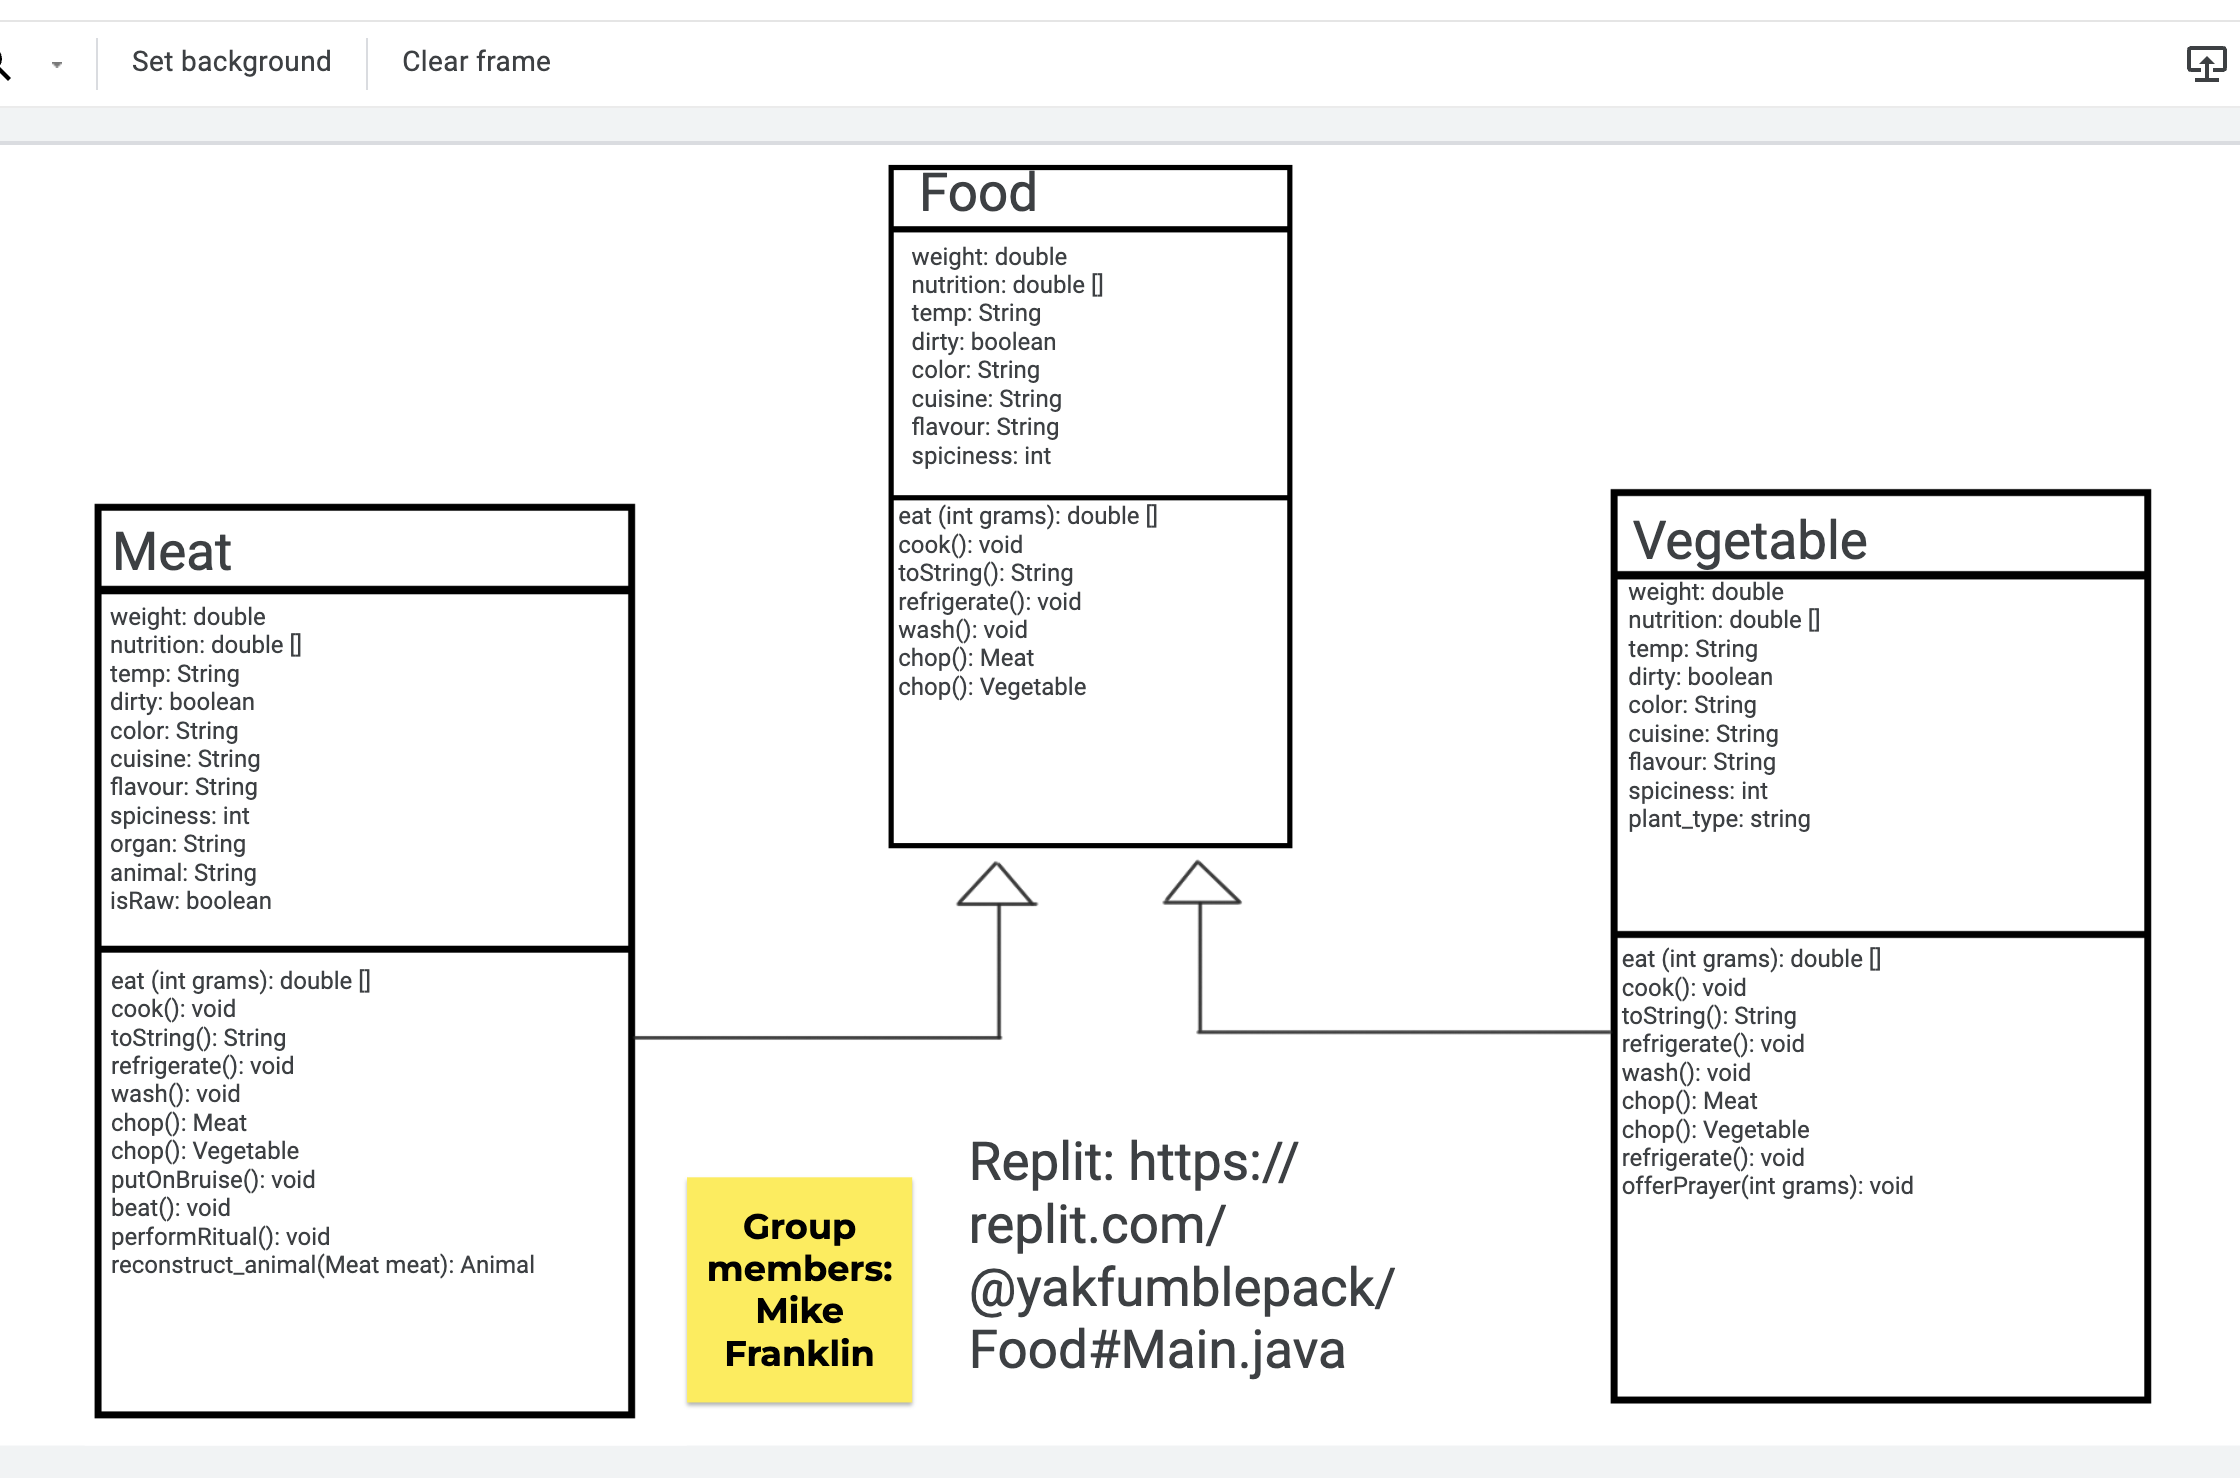 Set background
Clear frame
Food
weight: double
nutrition: double []
temp: String
dirty: boolean
color: String
cuisine: String
flavour: String
spiciness: int
eat (int grams): double []
cook(): void
toString(): String
refrigerate(): void
wash(): void
chop(): Meat
chop(): Vegetable
Meat
weight: double
nutrition: double []
temp: String
dirty: boolean
color: String
cuisine: String
flavour: String
spiciness: int
organ: String
animal: String
isRaw: boolean
eat (int grams): double []
cook(): void
toString(): String
refrigerate(): void
wash(): void
chop(): Meat
chop(): Vegetable
putOnBruise(): void
beat(): void
performRitual(): void
reconstruct_animal(Meat meat): Animal
Vegetable
weight: double
nutrition: double []
temp: String
dirty: boolean
color: String
cuisine: String
flavour: String
spiciness: int
plant_type: string
eat (int grams): double []
cook(): void
toString(): String
refrigerate(): void
wash(): void
chop(): Meat
chop(): Vegetable
refrigerate(): void
offerPrayer(int grams): void
Group
members:
Mike
Franklin
Replit: https://
replit.com/
@yakfumblepack/
Food#Main.java